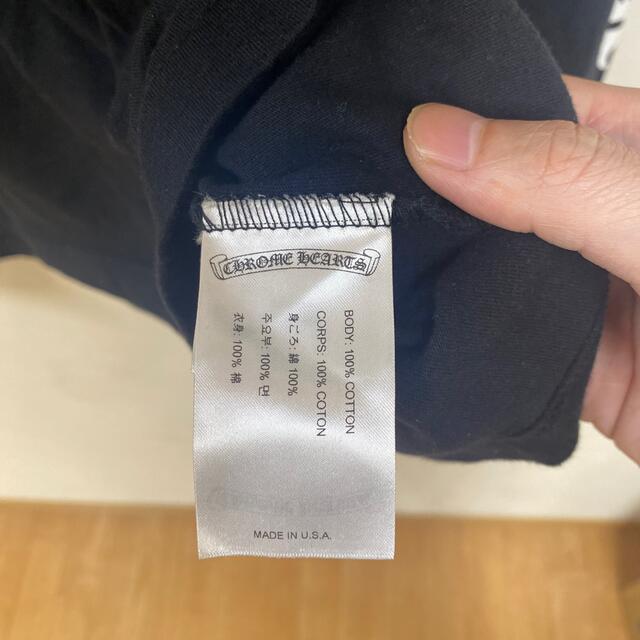 CHROME HEARTS
BODY: 100% COTTON
CORPS: 100% COTON
身ごろ: 綿 100%
주요부: 100% 면
衣身: 100% 棉
MADE IN U.S.A.